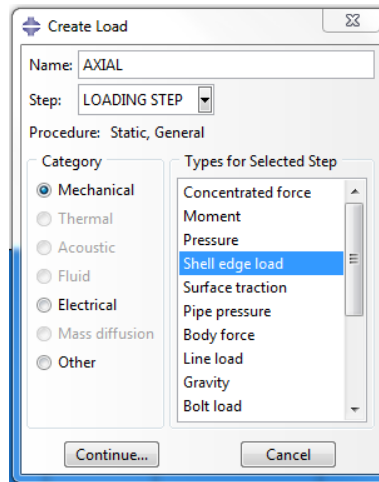 Create Load
Name: AXIAL
Step: LOADING STEP
Procedure: Static, General
Category
Mechanical
Thermal
Acoustic
Fluid
Electrical
Mass diffusion
Other
Types for Selected Step
Concentrated force
Moment
Pressure
Shell edge load
Surface traction
Pipe pressure
Body force
Line load
Gravity
Bolt load
Continue...
Cancel